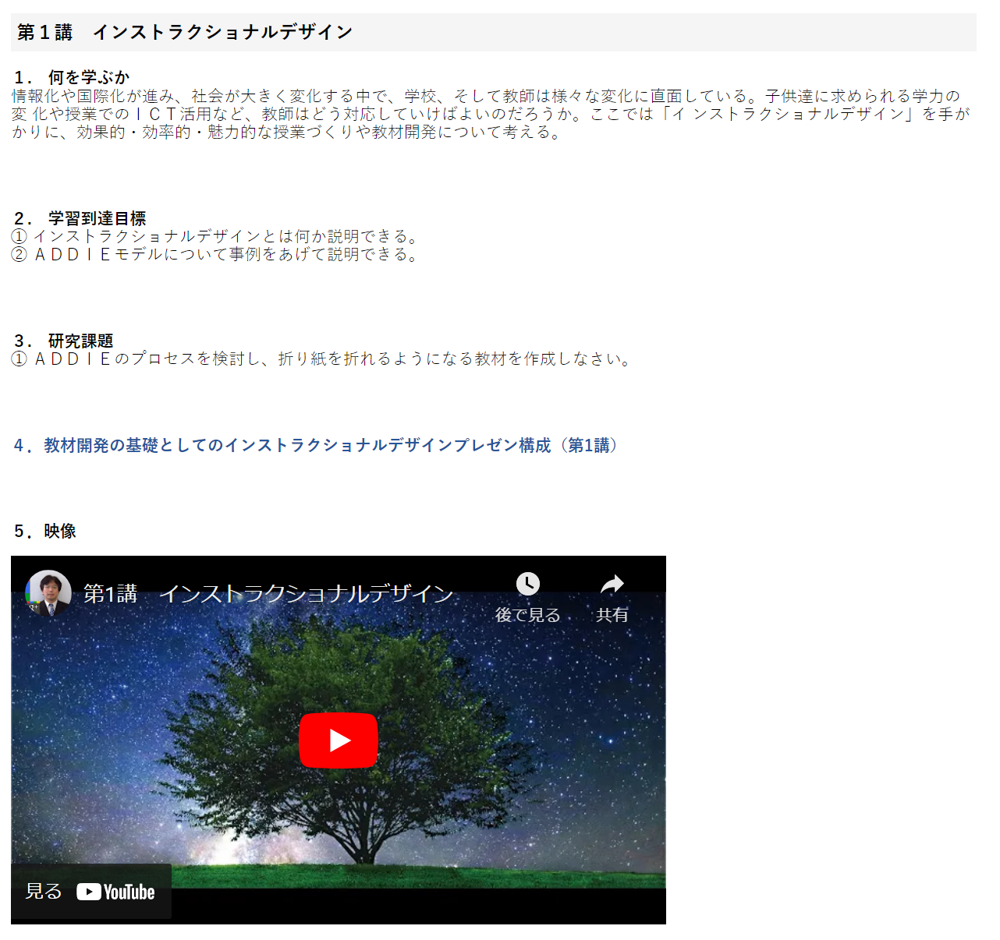 第１講　インストラクショナルデザイン
１． 何を学ぶか
情報化や国際化が進み、社会が大きく変化する中で、学校、そして教師は様々な変化に直面している。子供達に求められる学力の
変 化や授業でのＩＣＴ活用など、教師はどう対応していけばよいのだろうか。ここでは「イ ンストラクショナルデザイン」を手が
かりに、効果的・効率的・魅力的な授業づくりや教材開発について考える。
２． 学習到達目標
① インストラクショナルデザインとは何か説明できる。
② ＡＤＤＩＥモデルについて事例をあげて説明できる。
３． 研究課題
① ＡＤＤＩＥのプロセスを検討し、折り紙を折れるようになる教材を作成しなさい。
４．教材開発の基礎としてのインストラクショナルデザインプレゼン構成（第1講）
５．映像
第1講　インストラクショナルデザイン
後で見る
共有
見る YouTube